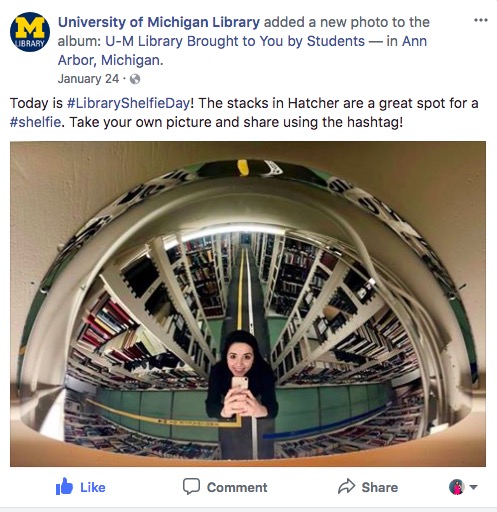 M
LIBRARY
University of Michigan Library added a new photo to the
album: U-M Library Brought to You by Students — in Ann
Arbor, Michigan.
January 24 ·
Today is #LibraryShelfieDay! The stacks in Hatcher are a great spot for a
#shelfie. Take your own picture and share using the hashtag!
Like
Comment
Share